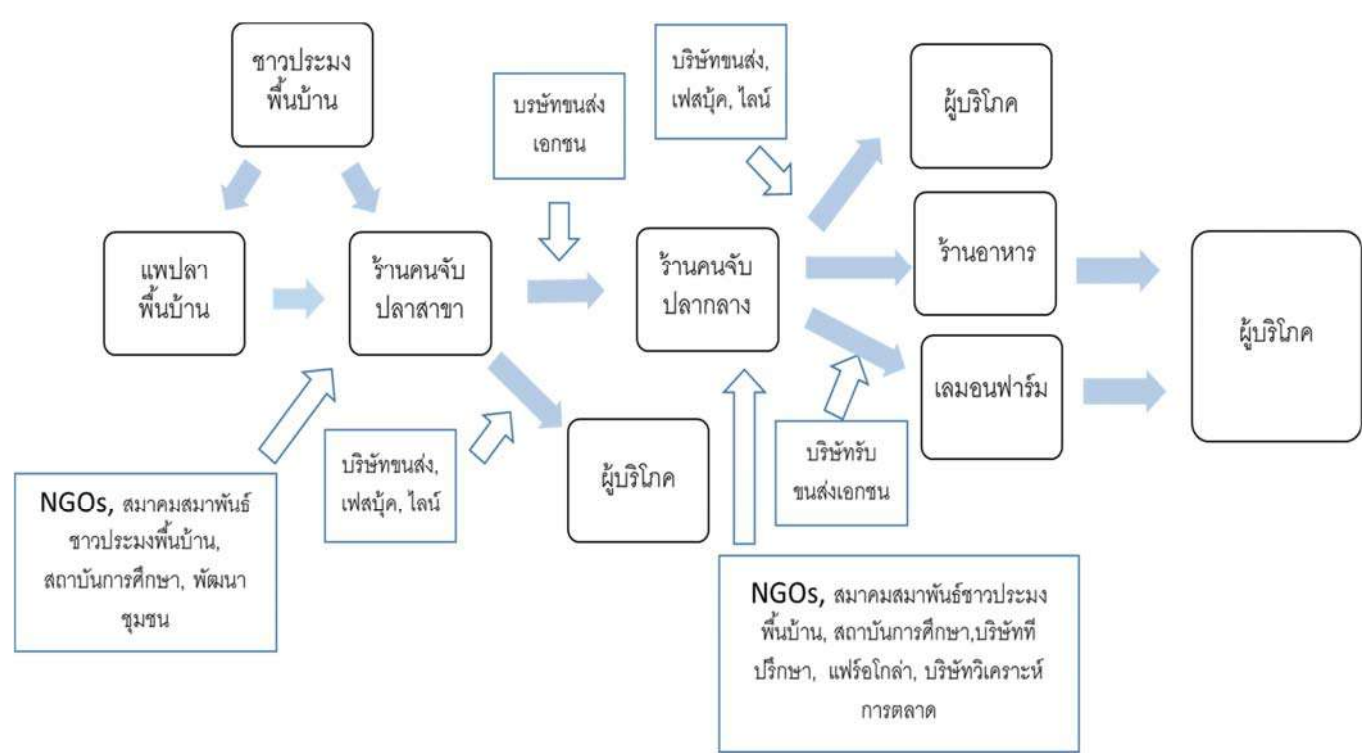 ชาวประมง
พื้นบ้าน
บรษัทขนส่ง
เอกชน
บริษัทขนส่ง,
เฟสบุ้ค, ไลน์
ผู้บริโภค
แพปลา
พื้นบ้าน
ร้านคนจับ
ปลาสาขา
ร้านคนจับ
ปลากลาง
ร้านอาหาร
เลมอนฟาร์ม
ผู้บริโภค
NGOs, สมาคมสมาพันธ์
ชาวประมงพื้นบ้าน,
สถาบันการศึกษา, พัฒนา
ชุมชน
บริษัทขนส่ง,
เฟสบุ้ค, ไลน์
ผู้บริโภค
บริษัทรับ
ขนส่งเอกชน
NGOs, สมาคมสมาพันธ์ชาวประมง
พื้นบ้าน, สถาบันการศึกษา,บริษัทที
ปรึกษา, แฟร์อโกล่า, บริษัทวิเคราะห์
การตลาด